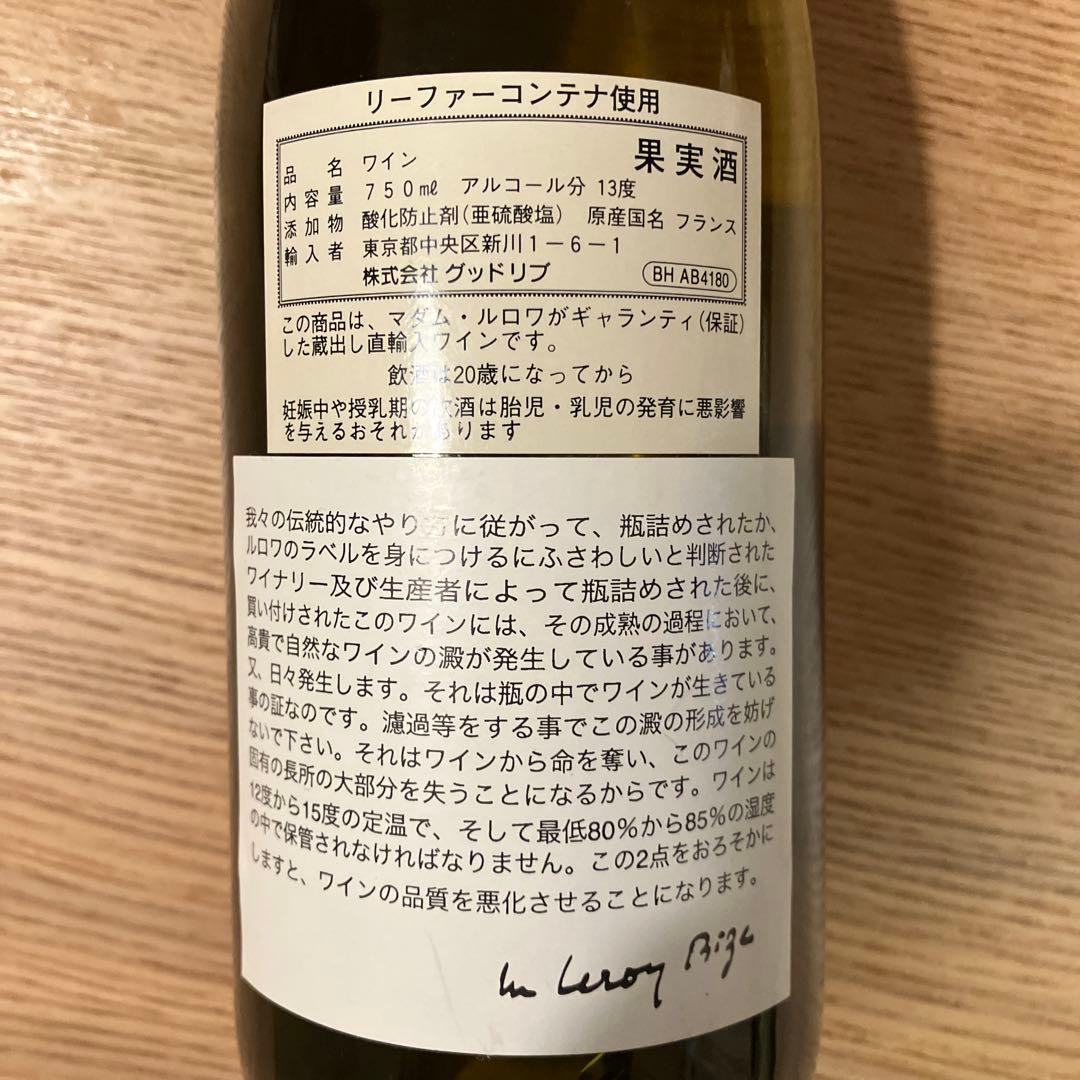 リーファーコンテナ使用
果実酒
品名 ワイン
内容量 750ml アルコール分 13度
添加物 酸化防止剤(亜硫酸塩) 原産国名 フランス
輸入者 東京都中央区新川1-6-1
株式会社 グッドリブ BH AB4180
この商品は、マダム・ルロワがギャランティ(保証)
した蔵出し直輸入ワインです。
飲酒は20歳になってから
妊娠中や授乳期の飲酒は胎児・乳児の発育に悪影響
を与えるおそれがあります
我々の伝統的なやり方に従がって、瓶詰めされたか、
ルロワのラベルを身につけるにふさわしいと判断された
ワイナリー及び生産者によって瓶詰めされた後に、
買い付けされたこのワインには、その成熟の過程において、
高貴で自然なワインの澱が発生している事があります。
又、日々発生します。それは瓶の中でワインが生きている
事の証なのです。濾過等をする事でこの澱の形成を妨げ
ないで下さい。それはワインから命を奪い、このワインの
固有の長所の大部分を失うことになるからです。ワインは
12度から15度の定温で、そして最低80%から85%の湿度
の中で保管されなければなりません。この2点をおろそかに
しますと、ワインの品質を悪化させることになります。
Leroy Bize